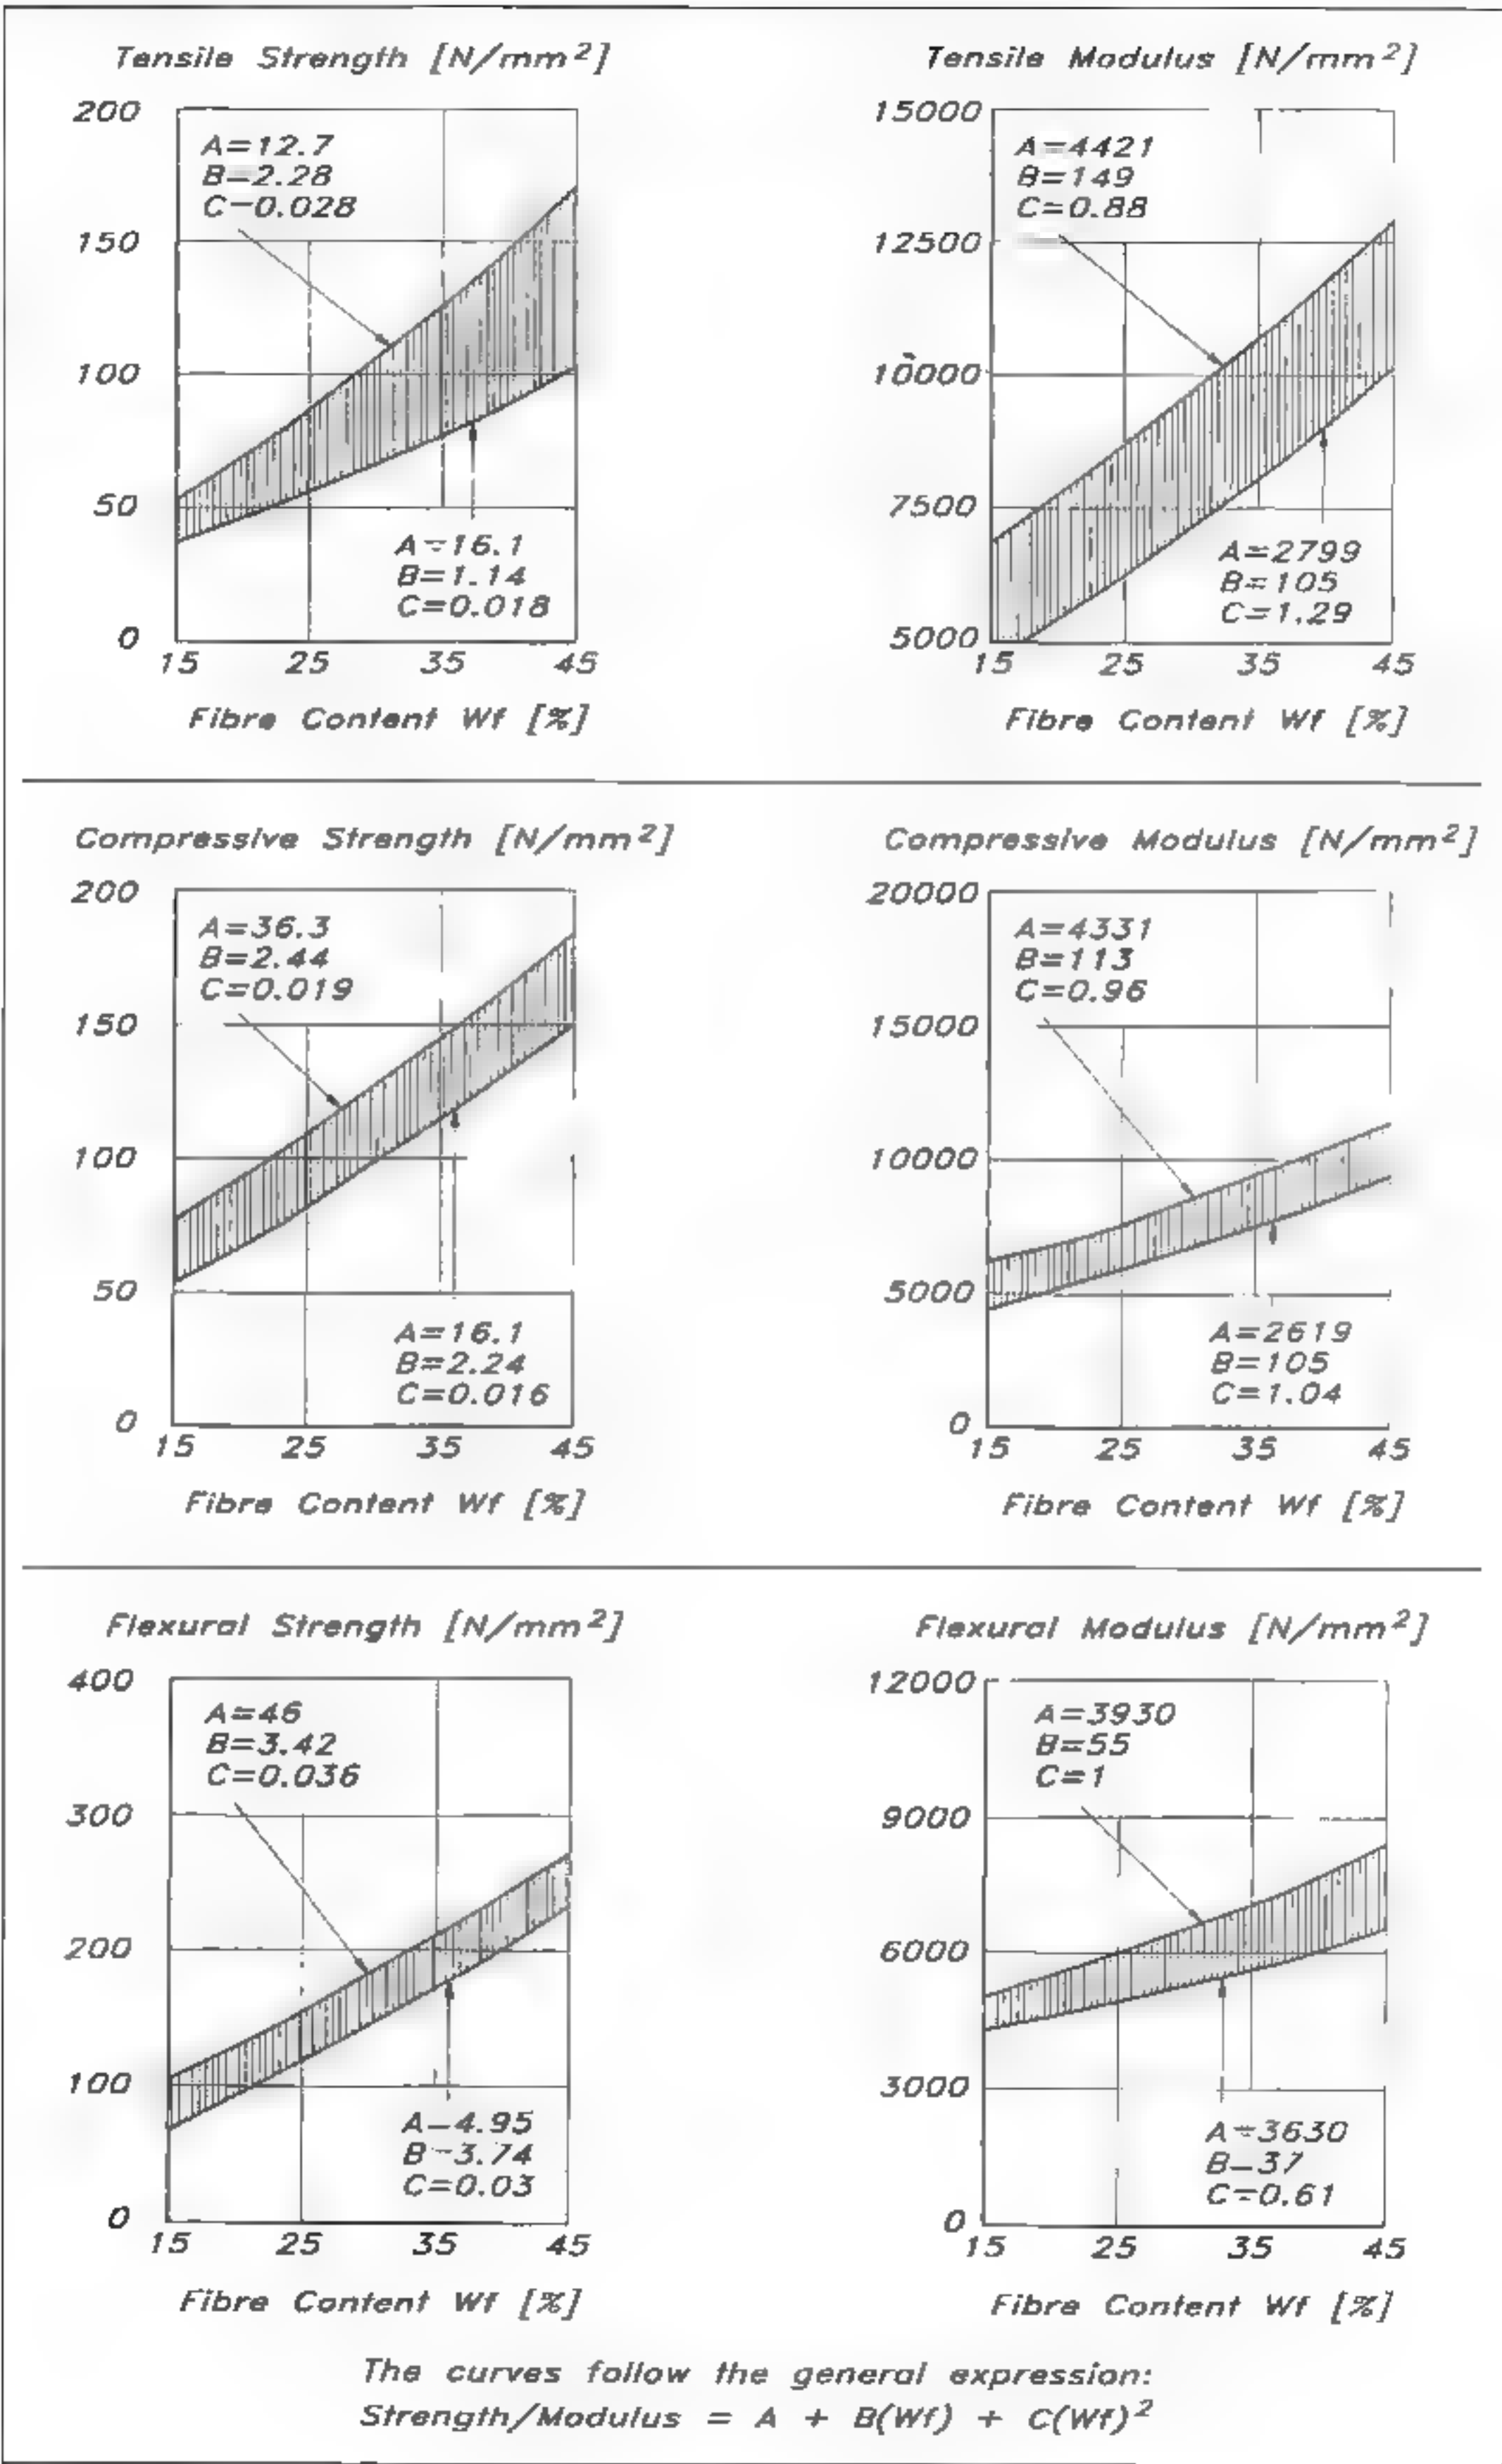 Tensile Strength [N/mm²]
200
150
100
50
0
A=12.7
B=2.28
C=0.028
A=16.1
B=1.14
C=0.018
15 25 35 45
Fibre Content Wf [%]
Tensile Modulus [N/mm²]
15000
12500
10000
7500
5000
A=4421
B=149
C=0.88
A=2799
B=105
C=1.29
15 25 35 45
Fibre Content Wf [%]
Compressive Strength [N/mm²]
200
150
100
50
0
A=36.3
B=2.44
C=0.019
A=16.1
B=2.24
C=0.016
15 25 35 45
Fibre Content Wf [%]
Compressive Modulus [N/mm²]
20000
15000
10000
5000
0
A=4331
B=113
C=0.96
A=2619
B=105
C=1.04
15 25 35 45
Fibre Content Wf [%]
Flexural Strength [N/mm²]
400
300
200
100
0
A=46
B=3.42
C=0.036
A=4.95
B=3.74
C=0.03
15 25 35 45
Fibre Content Wf [%]
Flexural Modulus [N/mm²]
12000
9000
6000
3000
0
A=3930
B=55
C=1
A=3630
B=37
C=0.61
15 25 35 45
Fibre Content Wf [%]
The curves follow the general expression:
Strength/Modulus = A + B(Wf) + C(Wf)²